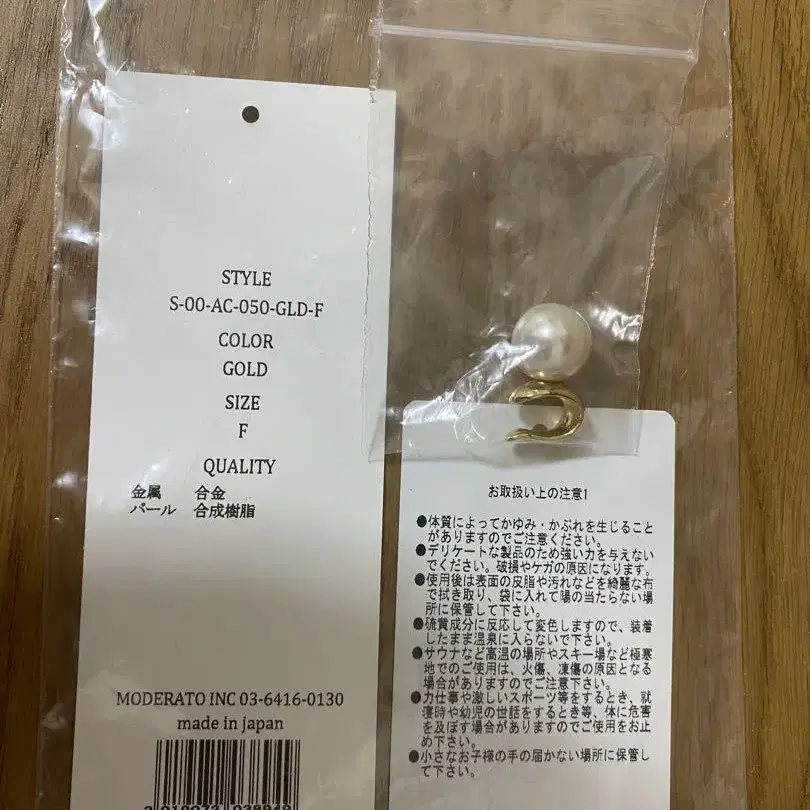 STYLE
S-00-AC-050-GLD-F
COLOR
GOLD
SIZE
F
QUALITY
金属 合金
パール 合成樹脂
MODERATO INC 03-6416-0130
made in japan
お取扱い上の注意!
●体質によってかゆみ・かぶれを生じること
がありますのでご注意ください。
●デリケートな製品のため強い力を与えない
でください。破損やケガの原因になります。
●使用後は表面の皮脂や汚れなどを綺麗な布
で拭き取り、袋に入れて陽の当たらない場
所に保管して下さい。
●硫黄成分に反応して変色しますので、装着
したまま温泉に入らないで下さい。
●サウナなど高温の場所やスキー場など極寒
地でのご使用は、火傷、凍傷の原因となる
場合がありますのでご注意下さい。
●力仕事や激しいスポーツ等をするとき、就
寝時や幼児の世話をするとき等、体に危害
を及ぼす場合がありますのでご使用はお止
め下さい。
●小さなお子様の手の届かない場所に保管し
て下さい。